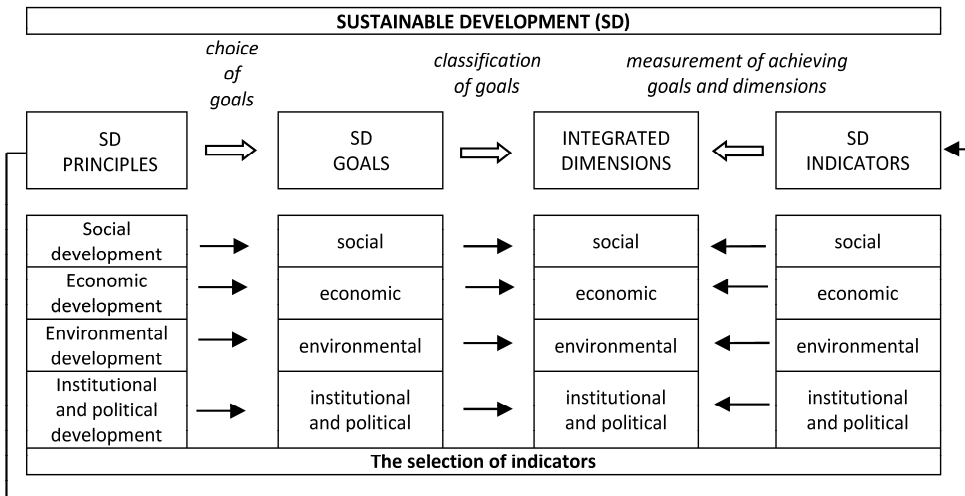 SUSTAINABLE DEVELOPMENT (SD)
choice
of
goals
classification
of goals
measurement of achieving
goals and dimensions
SD
PRINCIPLES
SD
GOALS
INTEGRATED
DIMENSIONS
SD
INDICATORS
Social
development
social
social
social
Economic
development
economic
economic
economic
Environmental
development
environmental
environmental
environmental
Institutional
and political
development
institutional
and political
institutional
and political
institutional
and political
The selection of indicators